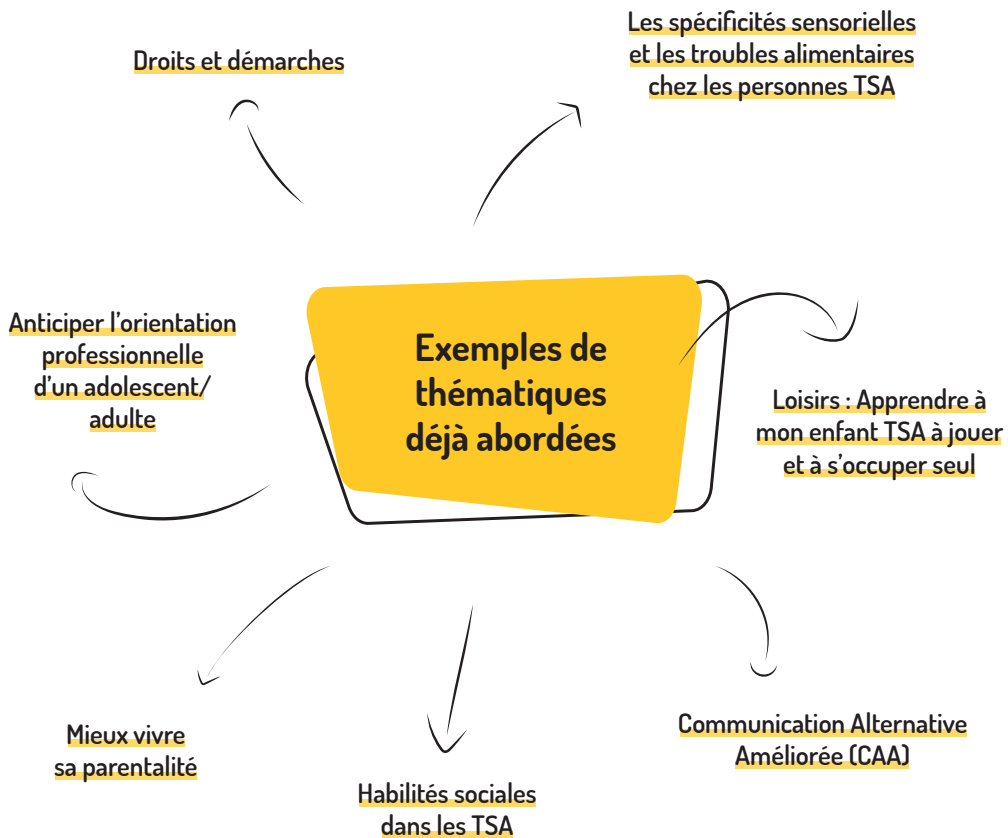 Droits et démarches
Les spécificités sensorielles
et les troubles alimentaires
chez les personnes TSA
Anticiper l'orientation
professionnelle
d'un adolescent/
adulte
Exemples de
thématiques
déjà abordées
Loisirs : Apprendre à
mon enfant TSA à jouer
et à s'occuper seul
Mieux vivre
sa parentalité
Habilités sociales
dans les TSA
Communication Alternative
Améliorée (CAA)